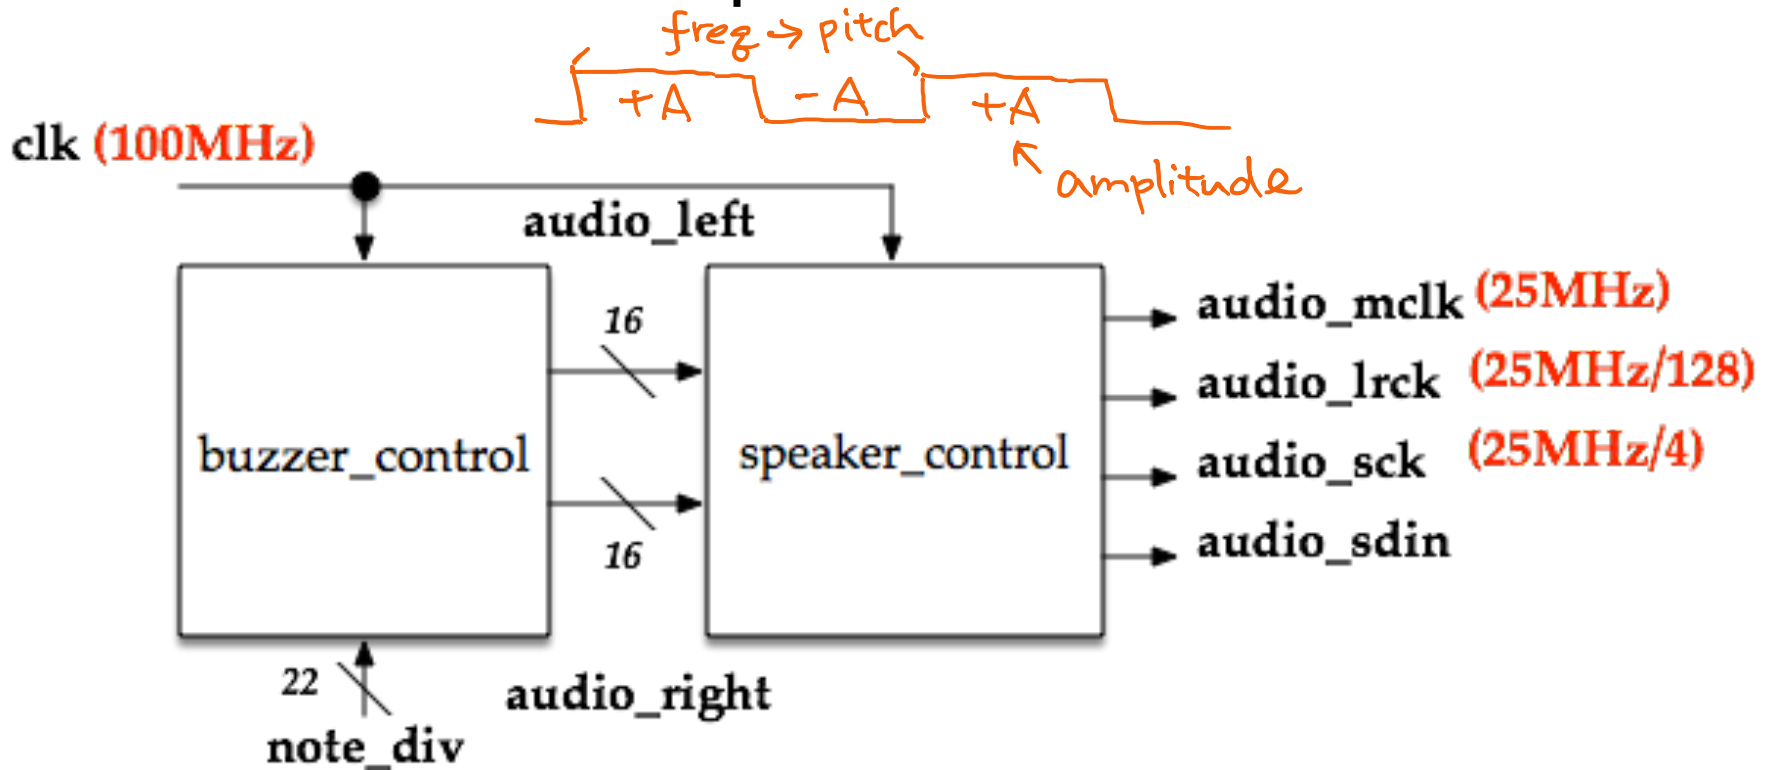 freq → pitch
+A
- A
+A
amplitude
clk (100MHz)
audio_left
16
16
buzzer_control
speaker_control
audio_mclk (25MHz)
audio_lrck (25MHz/128)
audio_sck (25MHz/4)
audio_sdin
22
note_div
audio_right